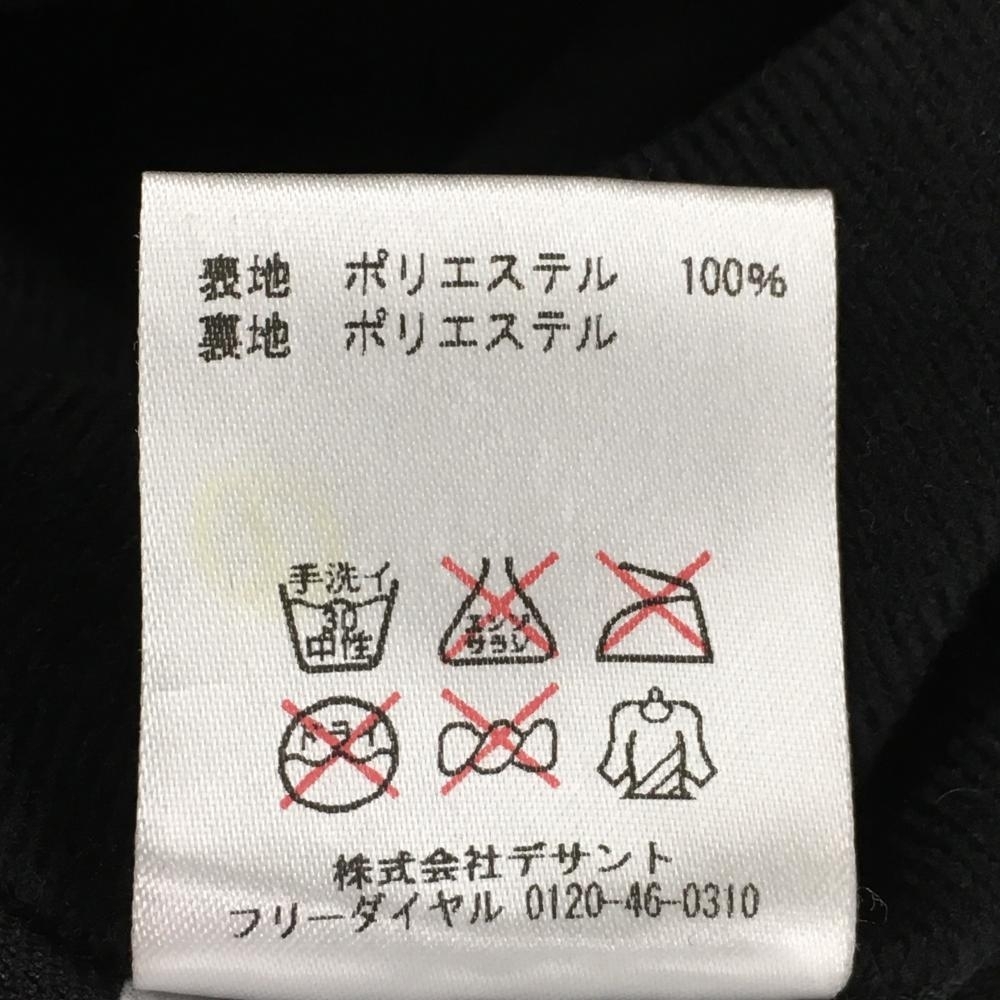 表地 ポリエステル 100%
裏地 ポリエステル
手洗イ
30
中性
エンソ
サラシ
ドライ
株式会社デサント
フリーダイヤル 0120-46-0310